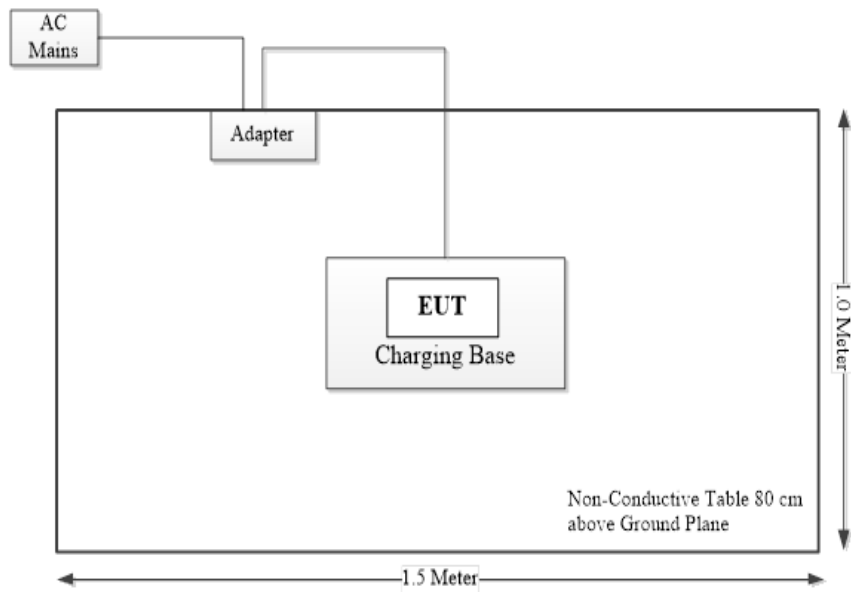 AC
Mains
Adapter
EUT
Charging Base
1.0 Meter
Non-Conductive Table 80 cm
above Ground Plane
1.5 Meter